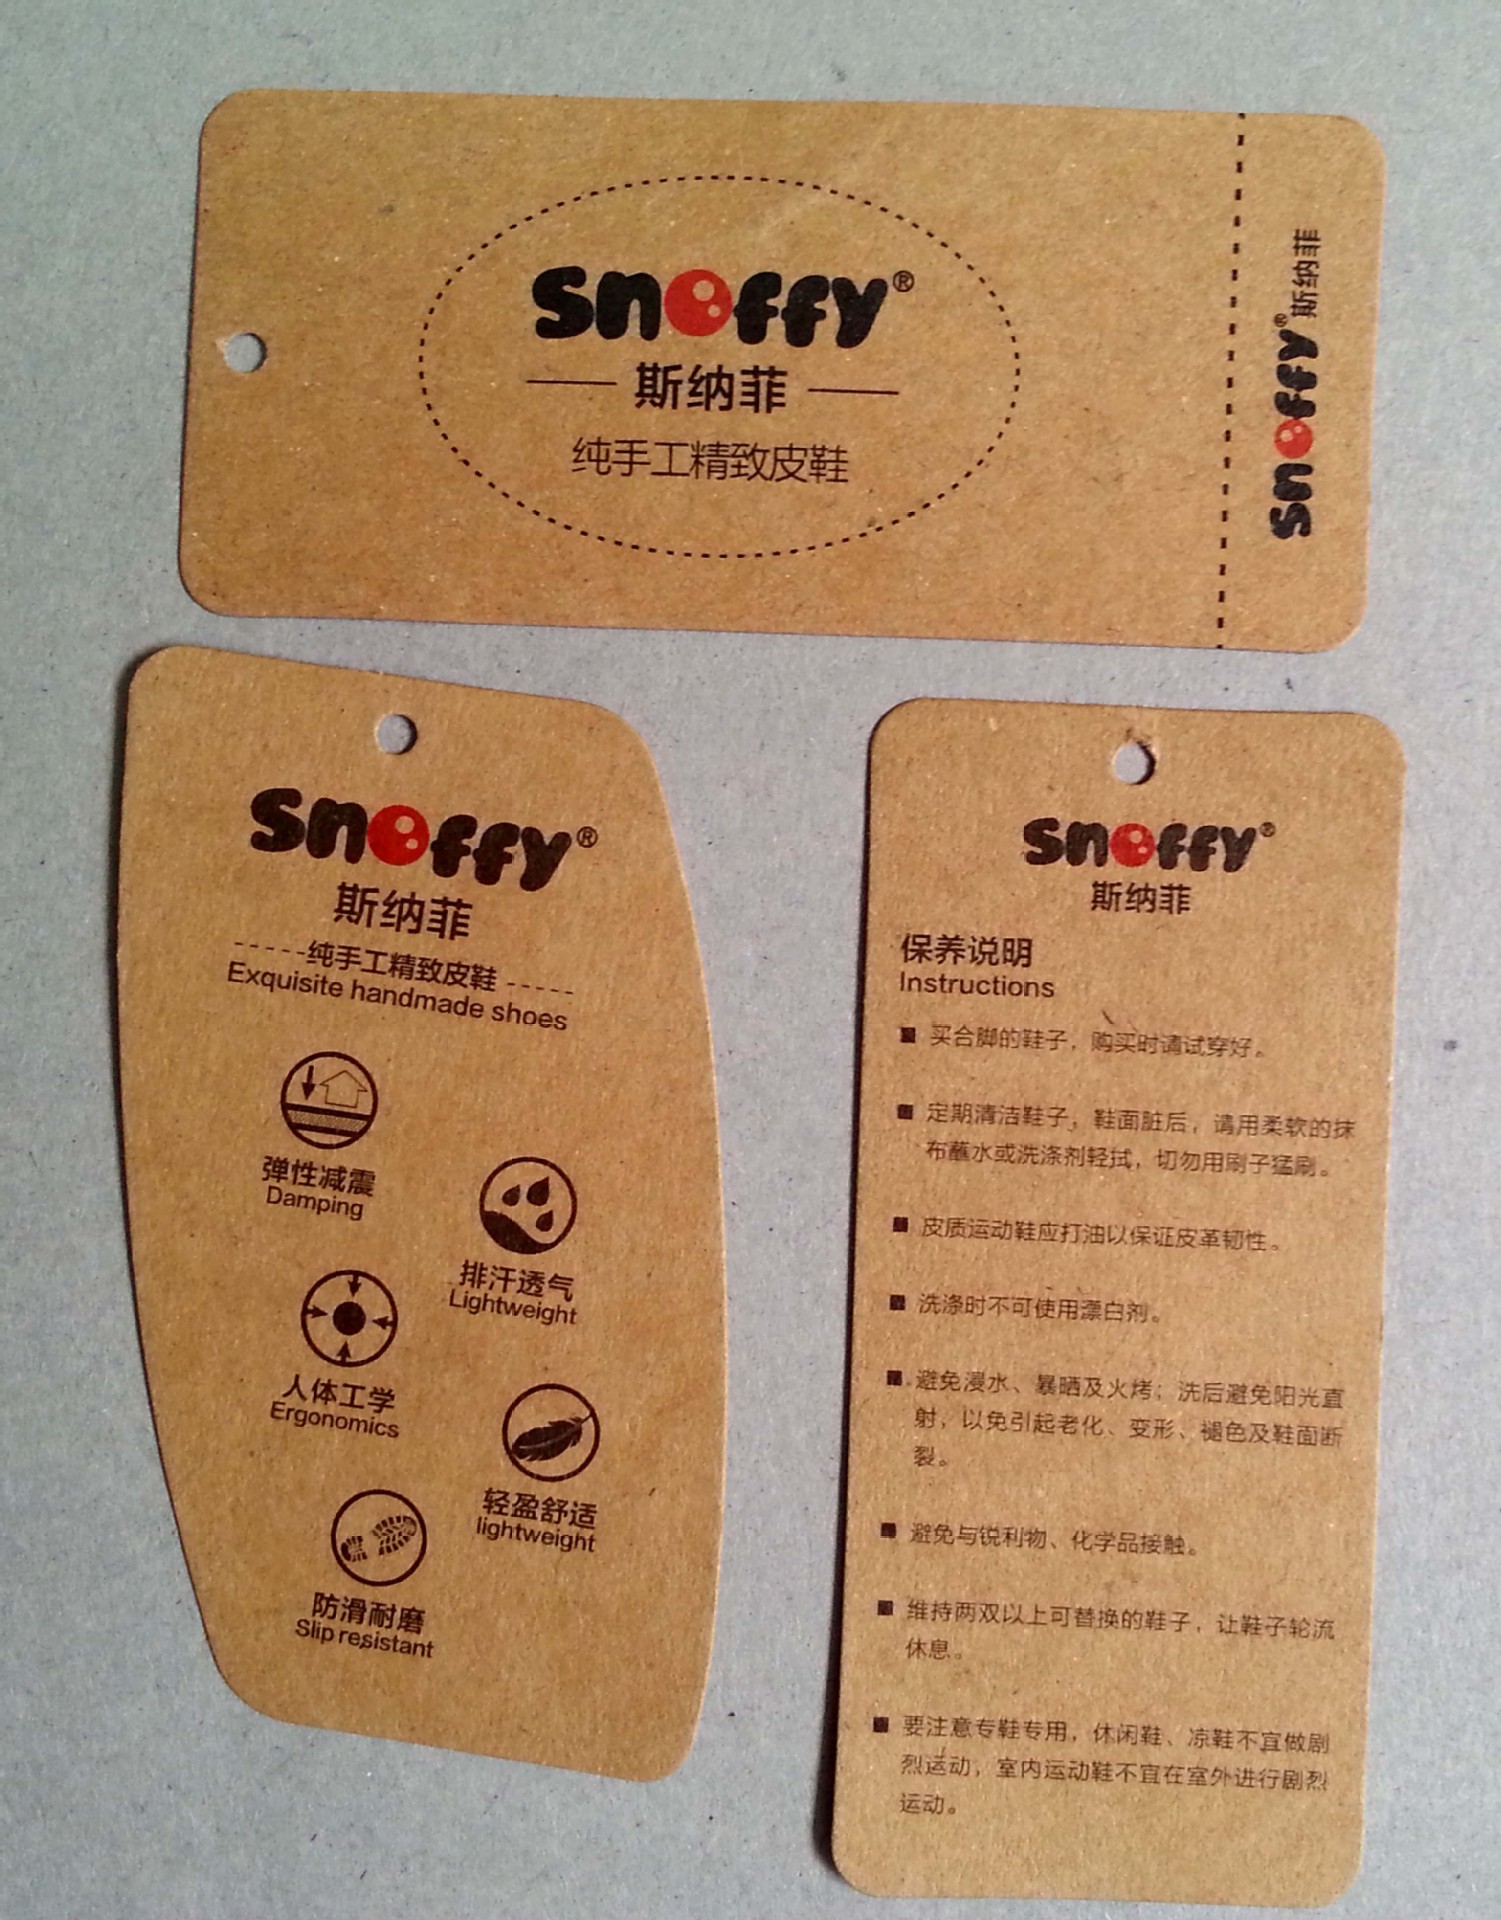 snoffy®
斯纳菲
纯手工精致皮鞋
snoffy®斯纳菲
snoffy®
斯纳菲
纯手工精致皮鞋
Exquisite handmade shoes
弹性减震
Damping
排汗透气
Lightweight
人体工学
Ergonomics
轻盈舒适
lightweight
防滑耐磨
Slip resistant
snoffy®
斯纳菲
保养说明
Instructions
■ 买合脚的鞋子，购买时请试穿好。
■ 定期清洁鞋子，鞋面脏后，请用柔软的抹
布蘸水或洗涤剂轻拭，切勿用刷子猛刷。
■ 皮质运动鞋应打油以保证皮革韧性。
■ 洗涤时不可使用漂白剂。
■ 避免浸水、暴晒及火烤；洗后避免阳光直
射，以免引起老化、变形、褪色及鞋面断
裂。
■ 避免与锐利物、化学品接触。
■ 维持两双以上可替换的鞋子，让鞋子轮流
休息。
■ 要注意专鞋专用，休闲鞋、凉鞋不宜做剧
烈运动，室内运动鞋不宜在室外进行剧烈
运动。